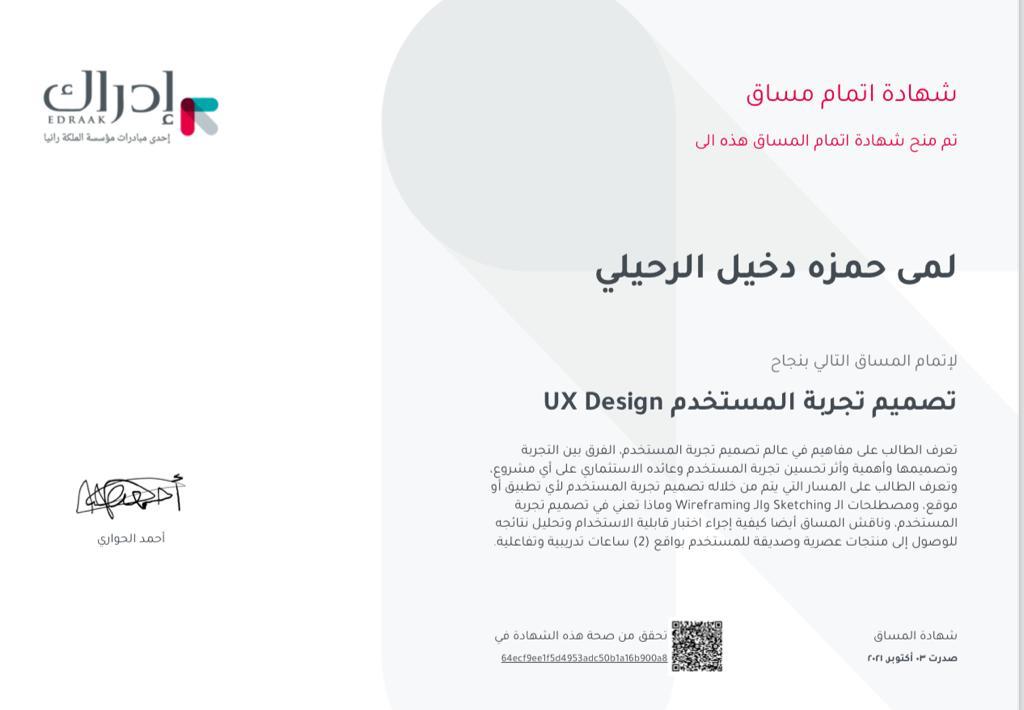 إدراك
EDRAAK
إحدى مبادرات مؤسسة الملكة رانيا
شهادة اتمام مساق
تم منح شهادة اتمام المساق هذه الى
لمى حمزه دخيل الرحيلي
لإتمام المساق التالي بنجاح
تصميم تجربة المستخدم UX Design
تعرف الطالب على مفاهيم في عالم تصميم تجربة المستخدم، الفرق بين التجربة
وتصميمها وأهمية وأثر تحسين تجربة المستخدم وعائده الاستثماري على أي مشروع،
وتعرف الطالب على المسار التي يتم من خلاله تصميم تجربة المستخدم لأي تطبيق أو
موقع، ومصطلحات الـ Sketching والـ Wireframing وماذا تعني في تصميم تجربة
المستخدم، وناقش المساق أيضا كيفية إجراء اختبار قابلية الاستخدام وتحليل نتائجه
للوصول إلى منتجات عصرية وصديقة للمستخدم بواقع (2) ساعات تدريبية وتفاعلية.
أحمد الحواري
شهادة المساق
صدرت ٠٣ أكتوبر ٢٠٢١
تحقق من صحة هذه الشهادة في
64ecf9ee1f5d4953adc50b1a16b900a8